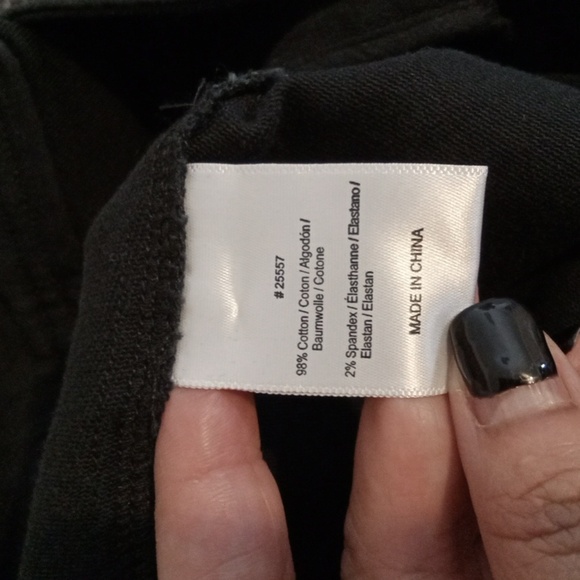 # 25557
98% Cotton / Coton / Algodón /
Baumwolle / Cotone
2% Spandex / Élasthanne / Elastano /
Elastan / Elastan
MADE IN CHINA